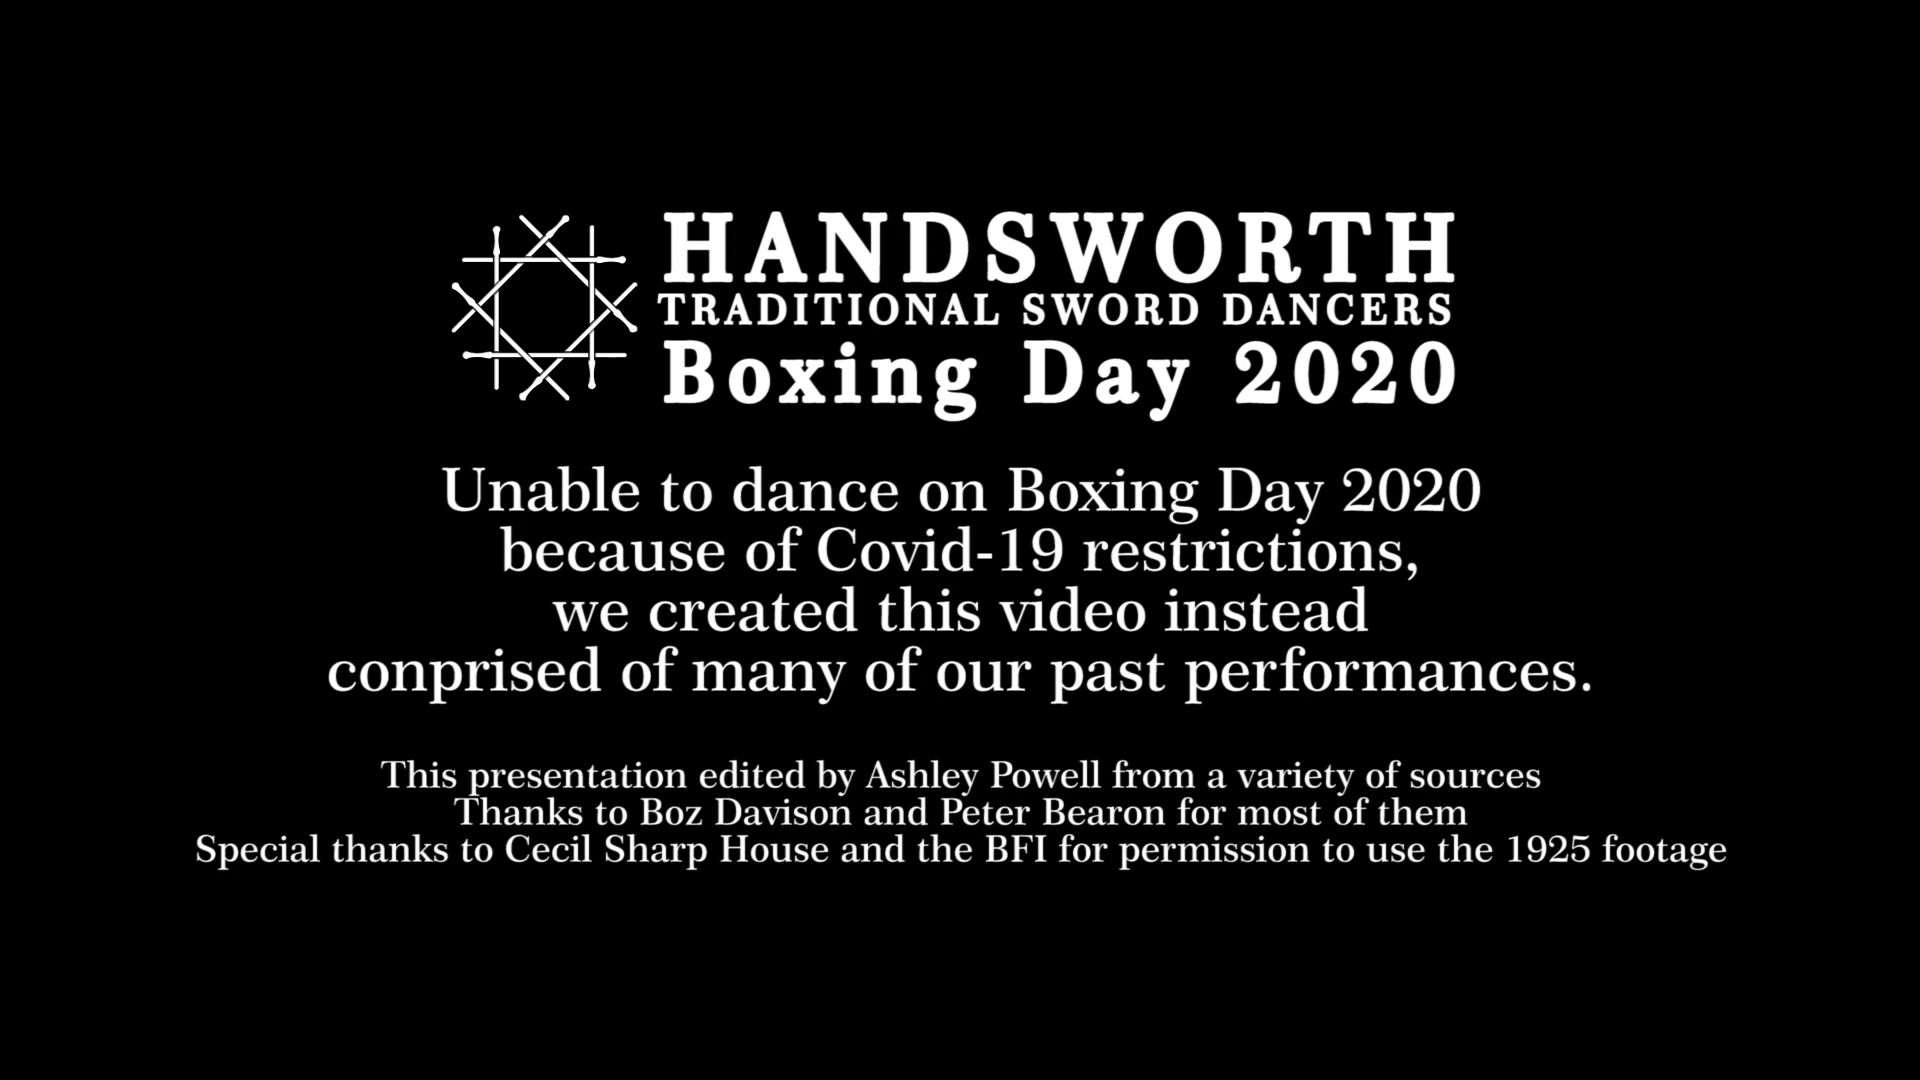 HANDSWORTH
TRADITIONAL SWORD DANCERS
Boxing Day 2020
Unable to dance on Boxing Day 2020
because of Covid-19 restrictions,
we created this video instead
conprised of many of our past performances.
This presentation edited by Ashley Powell from a variety of sources
Thanks to Boz Davison and Peter Bearon for most of them
Special thanks to Cecil Sharp House and the BFI for permission to use the 1925 footage